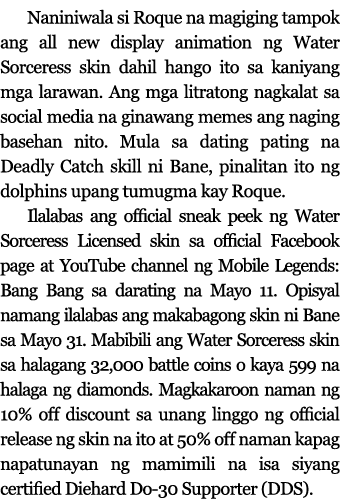 Naniniwala si Roque na magiging tampok
ang all new display animation ng Water
Sorceress skin dahil hango ito sa kaniyang
mga larawan. Ang mga litratong nagkalat sa
social media na ginawang memes ang naging
basehan nito. Mula sa dating pating na
Deadly Catch skill ni Bane, pinalitan ito ng
dolphins upang tumugma kay Roque.
Ilalabas ang official sneak peek ng Water
Sorceress Licensed skin sa official Facebook
page at YouTube channel ng Mobile Legends:
Bang Bang sa darating na Mayo 11. Opisyal
namang ilalabas ang makabagong skin ni Bane
sa Mayo 31. Mabibili ang Water Sorceress skin
sa halagang 32,000 battle coins o kaya 599 na
halaga ng diamonds. Magkakaroon naman ng
10% off discount sa unang linggo ng official
release ng skin na ito at 50% off naman kapag
napatunayan ng mamimili na isa siyang
certified Diehard Do-30 Supporter (DDS).